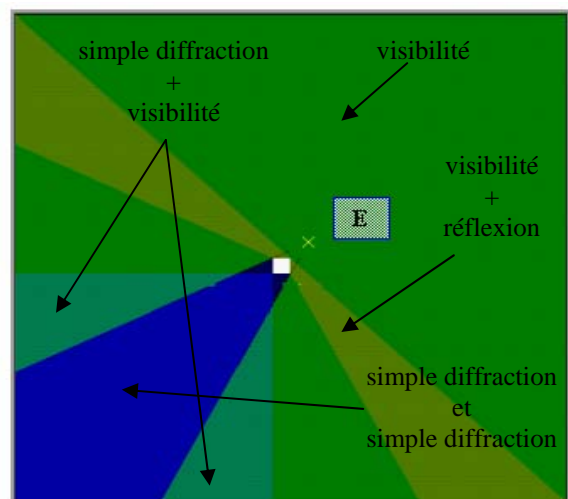 simple diffraction
+
visibilité
visibilité
visibilité
+
réflexion
E
simple diffraction
et
simple diffraction